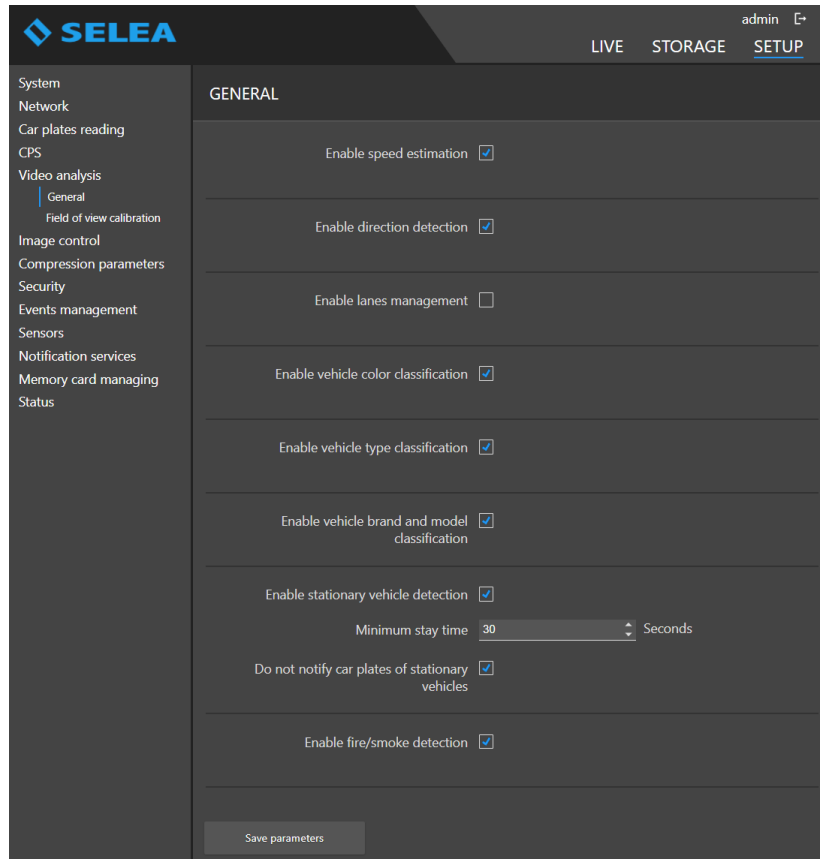 SELEA
admin
LIVE STORAGE SETUP
System
Network
Car plates reading
CPS
Video analysis
General
Field of view calibration
Image control
Compression parameters
Security
Events management
Sensors
Notification services
Memory card managing
Status
GENERAL
Enable speed estimation
Enable direction detection
Enable lanes management
Enable vehicle color classification
Enable vehicle type classification
Enable vehicle brand and model
classification
Enable stationary vehicle detection
Minimum stay time 30 Seconds
Do not notify car plates of stationary
vehicles
Enable fire/smoke detection
Save parameters